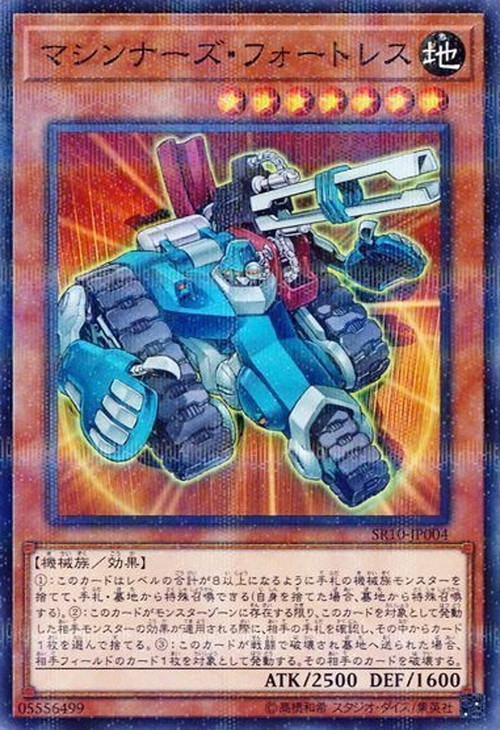 マシンナーズ・フォートレス 地
SR10-JP004
【機械族／効果】
①：このカードはレベルの合計が８以上になるように手札の機械族モンスター
を捨てて、手札・墓地から特殊召喚できる(自身を捨てた場合、墓地から特殊召喚
する)。②：このカードがモンスターゾーンに存在する限り、このカードを対象として発動
した相手モンスターの効果が適用される際に、相手の手札を確認し、その中からカード
１枚を選んで捨てる。③：このカードが戦闘で破壊され墓地へ送られた場合、
相手フィールドのカード１枚を対象として発動する。その相手のカードを破壊する。
ATK/2500 DEF/1600
05556499 ©高橋和希 スタジオ・ダイス/集英社